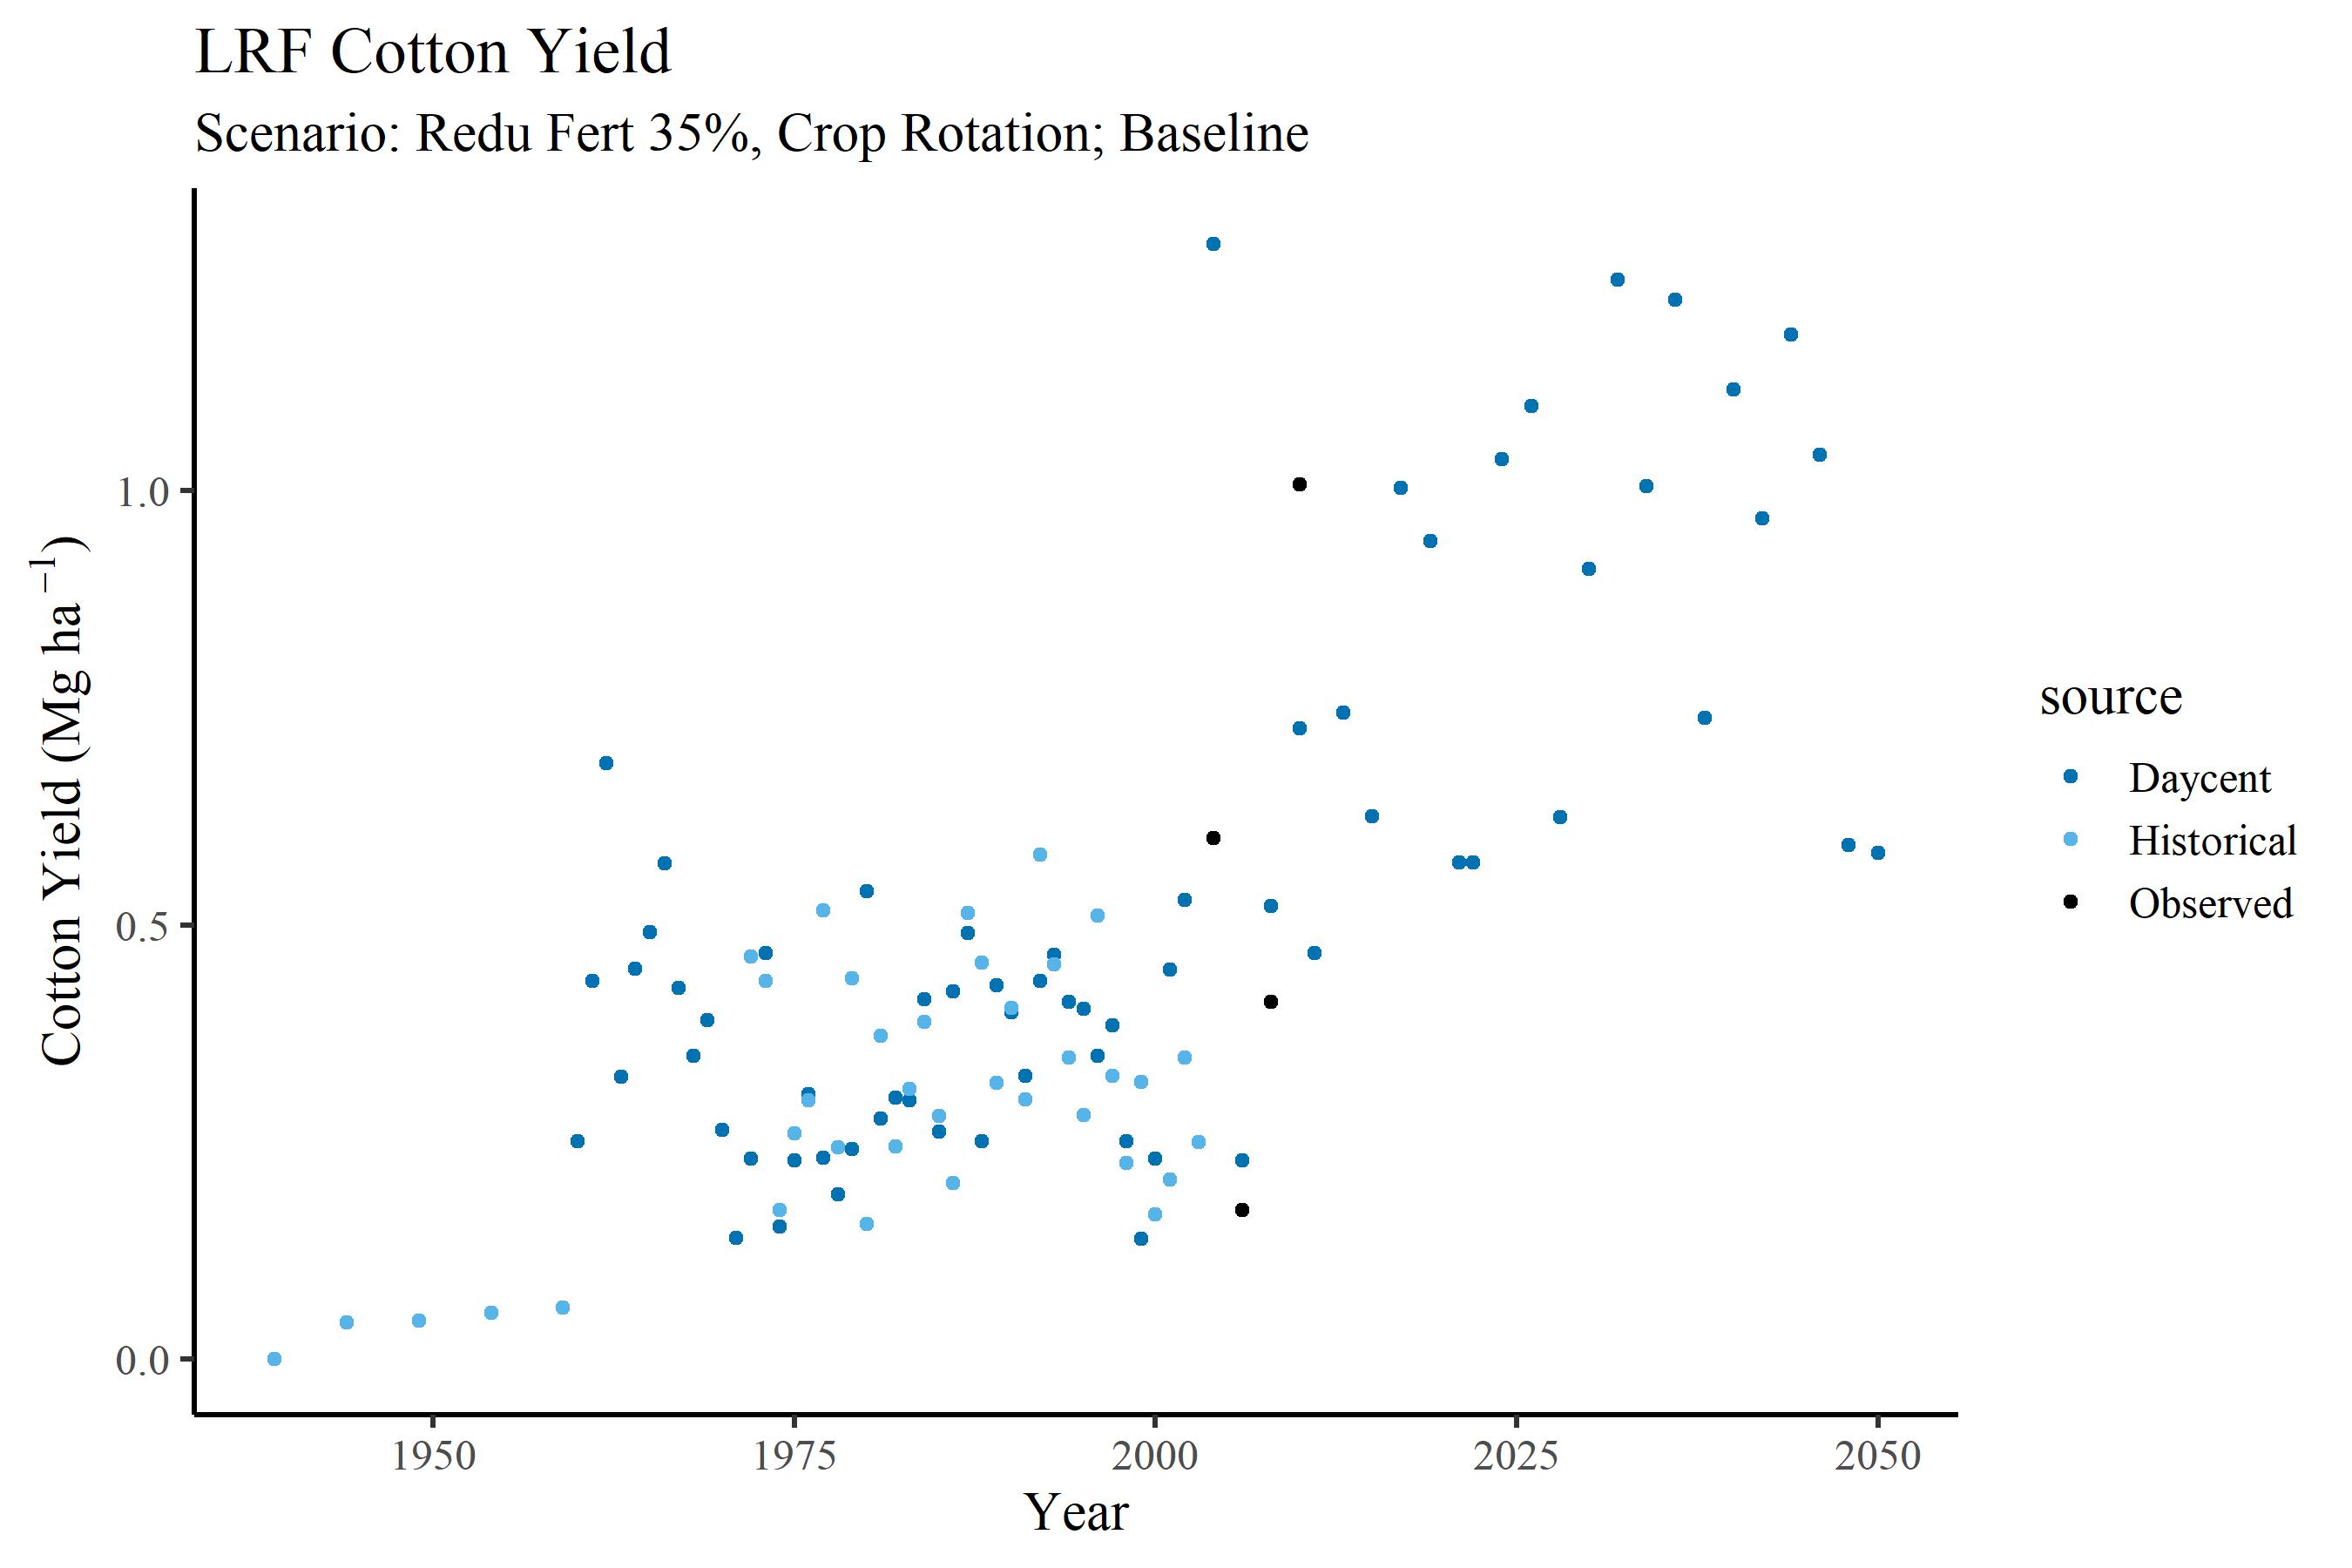 LRF Cotton Yield
Scenario: Redu Fert 35%, Crop Rotation; Baseline
Cotton Yield (Mg ha⁻¹)
1.0
0.5
0.0
1950 1975 2000 2025 2050
Year
source
Daycent
Historical
Observed